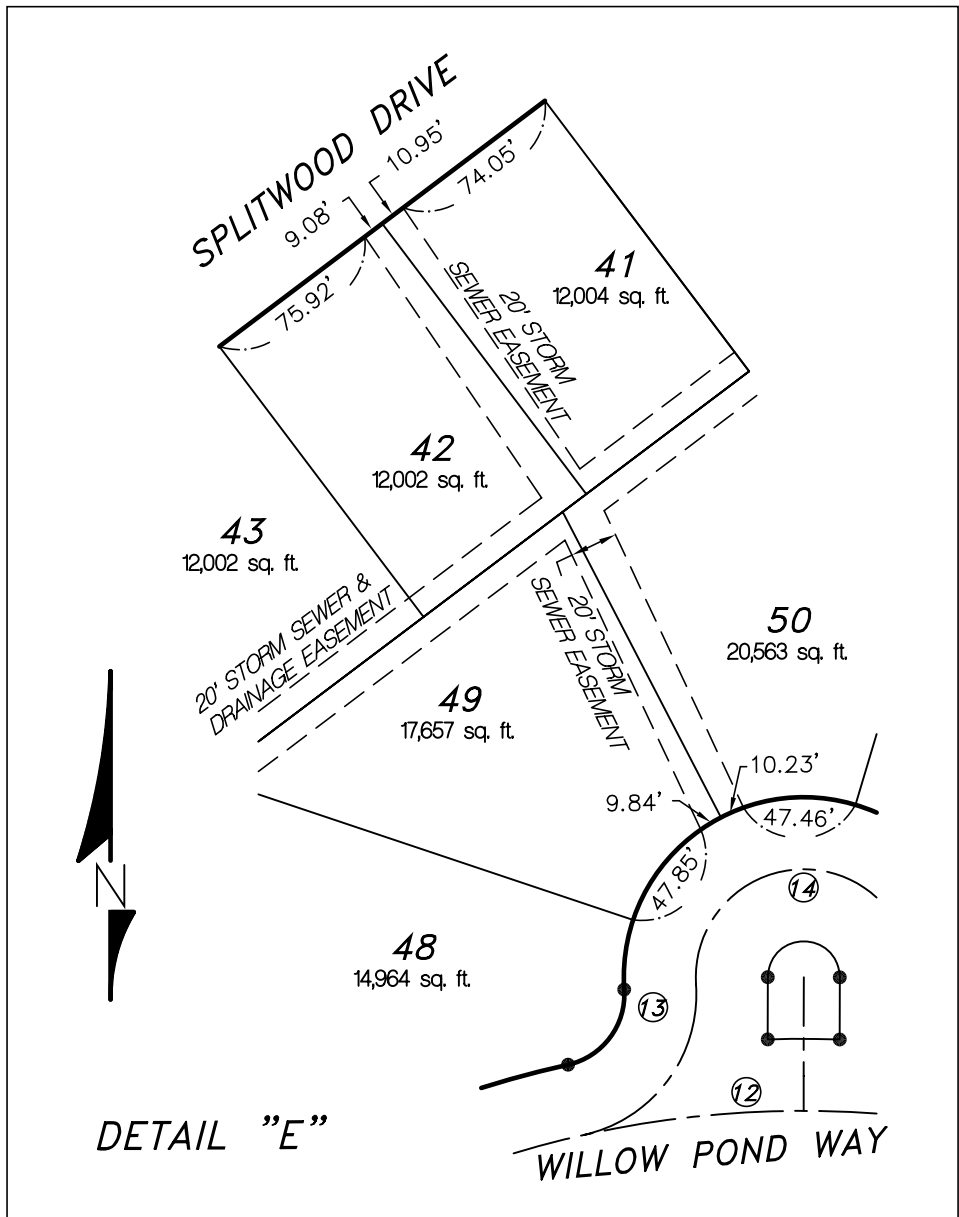 SPLITWOOD DRIVE
10.95'
74.05'
9.08'
75.92'
41
12,004 sq. ft.
20' STORM
SEWER EASEMENT
42
12,002 sq. ft.
43
12,002 sq. ft.
20' STORM SEWER &
DRAINAGE EASEMENT
20' STORM
SEWER EASEMENT
50
20,563 sq. ft.
49
17,657 sq. ft.
10.23'
9.84'
47.46'
47.85'
14
N
48
14,964 sq. ft.
13
12
DETAIL "E"
WILLOW POND WAY